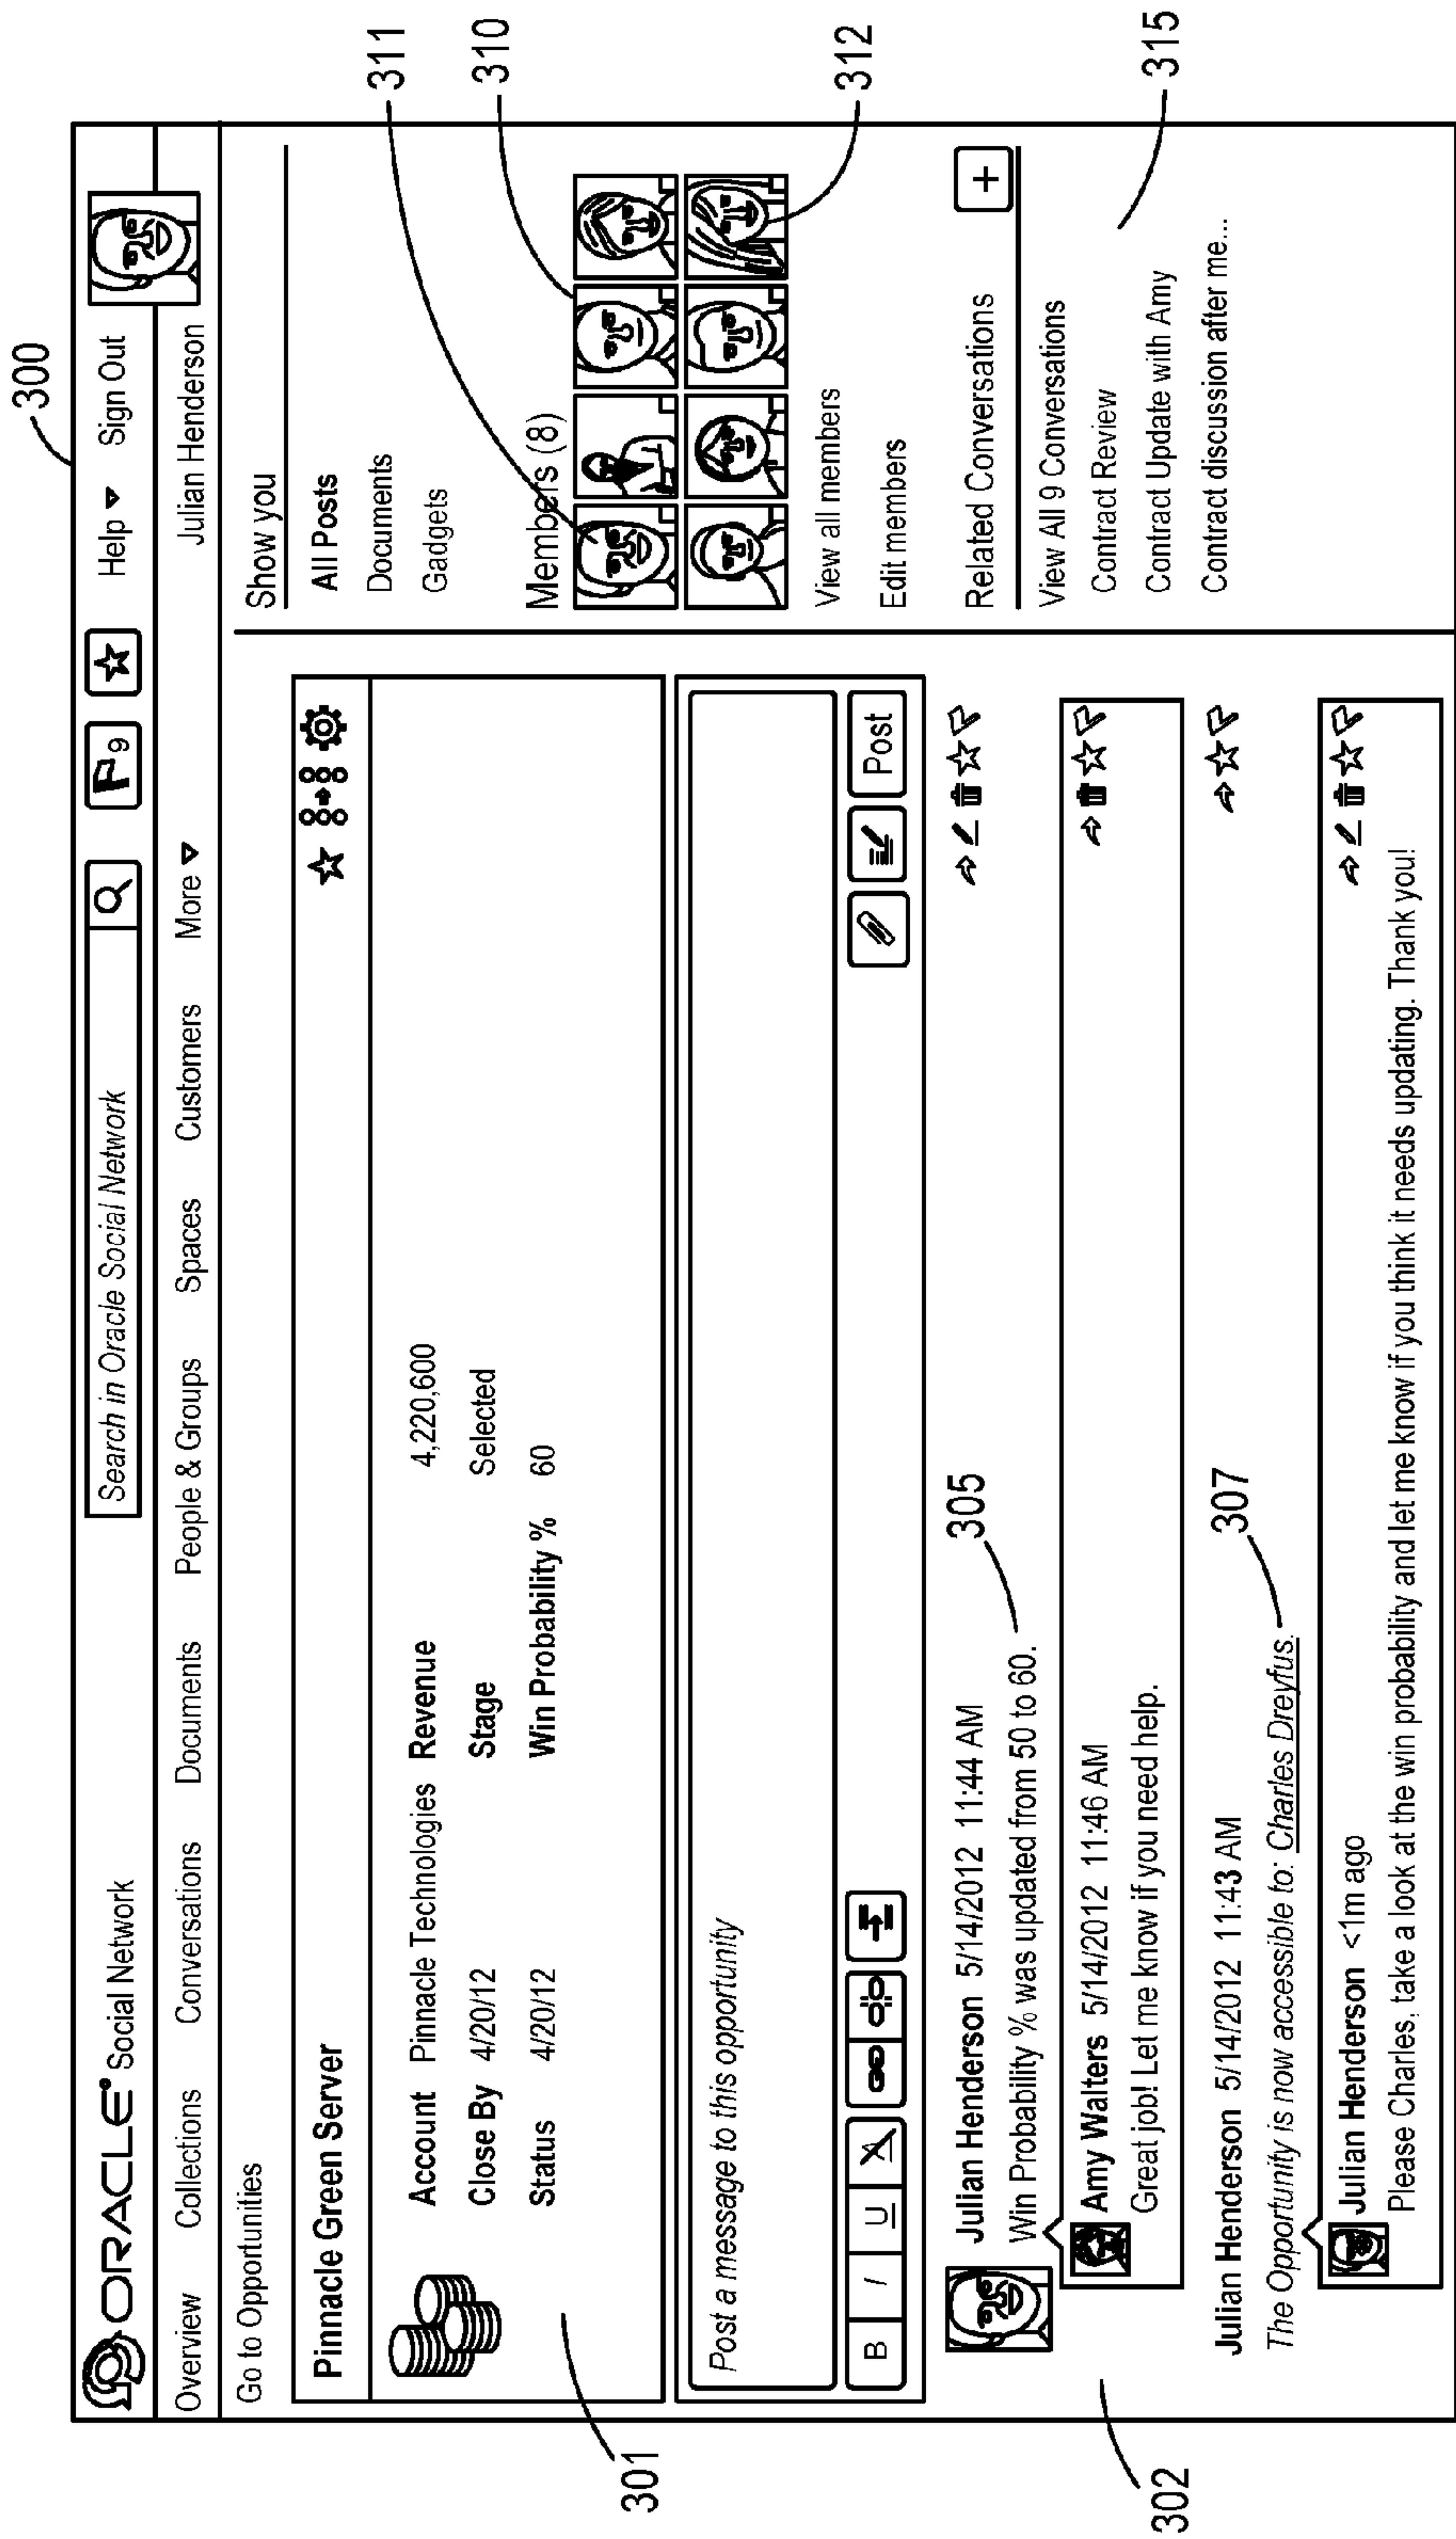 300
ORACLE® Social Network
Search in Oracle Social Network
9
Help Sign Out
Overview Collections Conversations Documents People & Groups Spaces Customers More
Julian Henderson
Go to Opportunities
Pinnacle Green Server
Account Pinnacle Technologies Revenue 4,220,600
Close By 4/20/12 Stage Selected
Status 4/20/12 Win Probability % 60
301
Post a message to this opportunity
B I U A
Post
302
Julian Henderson 5/14/2012 11:44 AM
Win Probability % was updated from 50 to 60.
305
Amy Walters 5/14/2012 11:46 AM
Great job! Let me know if you need help.
Julian Henderson 5/14/2012 11:43 AM
The Opportunity is now accessible to: Charles Dreyfus.
307
Julian Henderson <1m ago
Please Charles, take a look at the win probability and let me know if you think it needs updating. Thank you!
Show you
All Posts
Documents
Gadgets
311
Members (8)
310
312
View all members
Edit members
Related Conversations +
View All 9 Conversations
Contract Review
Contract Update with Amy
Contract discussion after me...
315